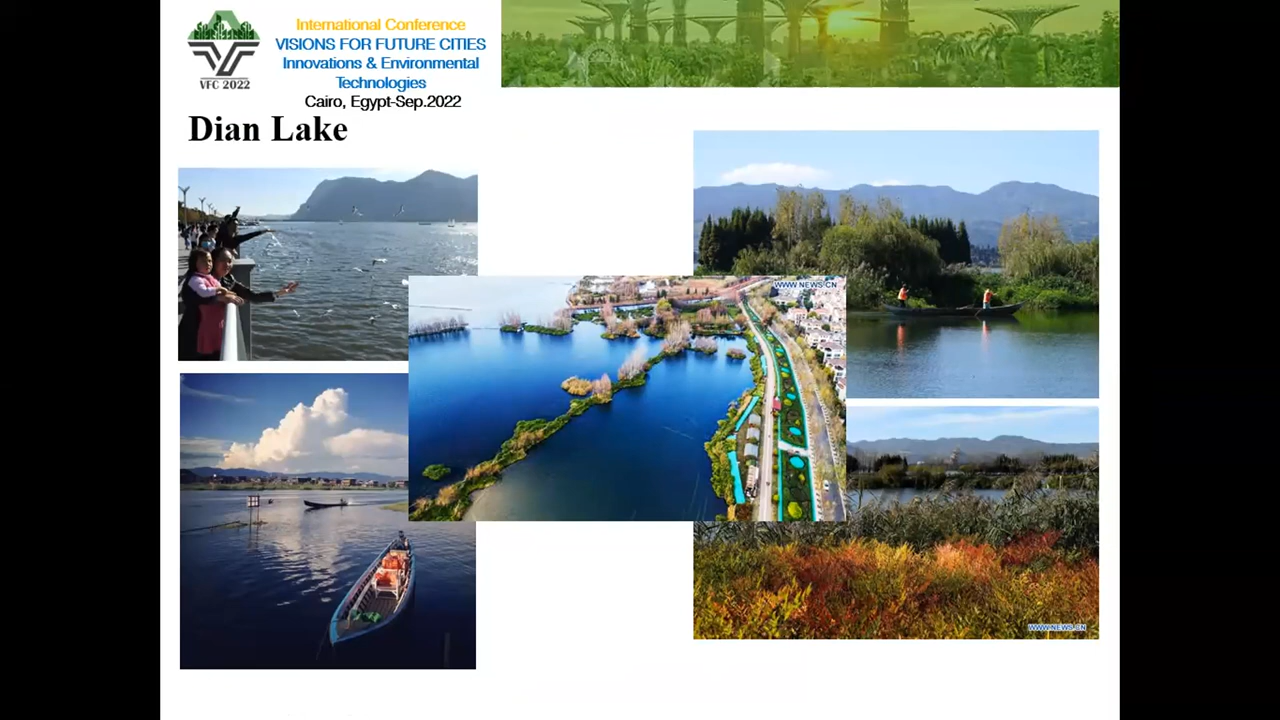 VFC 2022
International Conference
VISIONS FOR FUTURE CITIES
Innovations & Environmental
Technologies
Cairo, Egypt-Sep.2022
Dian Lake
WWW.NEWS.CN
WWW.NEWS.CN